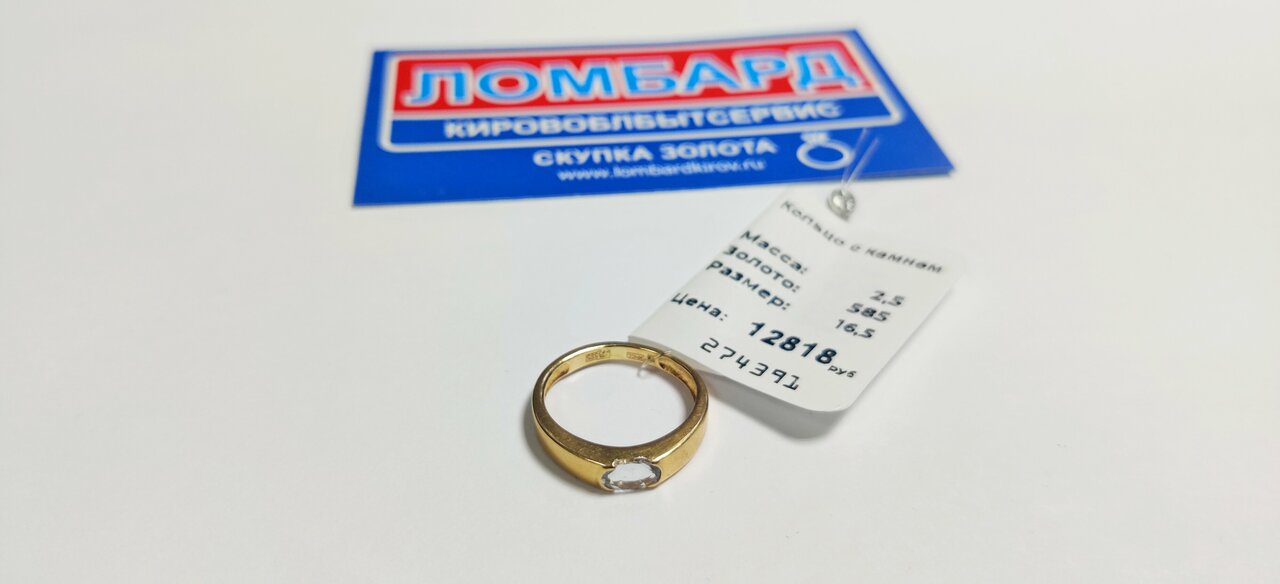 ЛОМБАРД
КИРОВОБЛБЫТСЕРВИС
СКУПКА ЗОЛОТА
www.lombardkirov.ru
Кольцо с камнам
Масса: 2,5
Золото: 585
Размер: 16,5
Цена: 12818 руб
274391